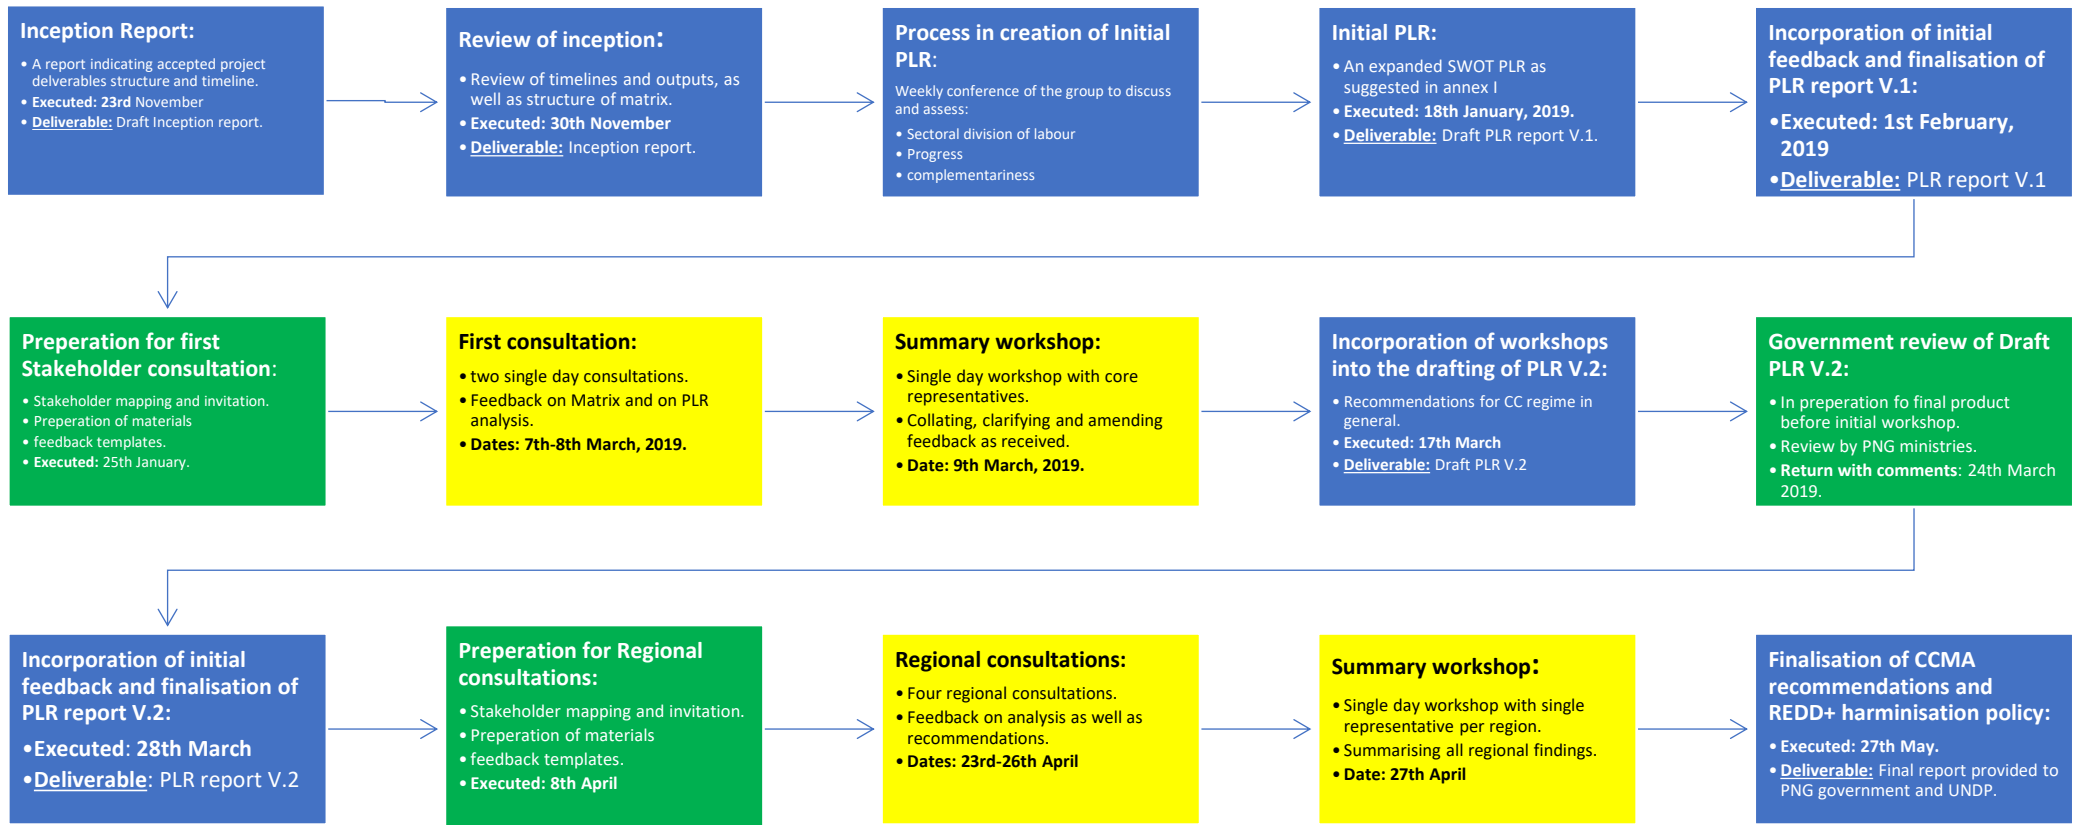 Inception Report:
• A report indicating accepted project
delverables structure and timeline.
• Executed: 23rd November
• Deliverable: Draft Inception report.
Review of inception:
• Review of timelines and outputs, as
well as structure of matrix.
• Executed: 30th November
• Deliverable: Inception report.
Process in creation of Initial
PLR:
Weekly conference of the group to discuss
and assess:
• Sectoral division of labour
• Progress
• complementariness
Initial PLR:
• An expanded SWOT PLR as
suggested in annex I
• Executed: 18th January, 2019.
• Deliverable: Draft PLR report V.1.
Incorporation of initial
feedback and finalisation of
PLR report V.1:
• Executed: 1st February,
2019
• Deliverable: PLR report V.1
Preperation for first
Stakeholder consultation:
• Stakeholder mapping and invitation.
• Preperation of materials
• feedback templates.
• Executed: 25th January.
First consultation:
• two single day consultations.
• Feedback on Matrix and on PLR
analysis.
• Dates: 7th-8th March, 2019.
Summary workshop:
• Single day workshop with core
representatives.
• Collating, clarifying and amending
feedback as received.
• Date: 9th March, 2019.
Incorporation of workshops
into the drafting of PLR V.2:
• Recommendations for CC regime in
general.
• Executed: 17th March
• Deliverable: Draft PLR V.2
Government review of Draft
PLR V.2:
• In preperation fo final product
before initial workshop.
• Review by PNG ministries.
• Return with comments: 24th March
2019.
Incorporation of initial
feedback and finalisation of
PLR report V.2:
• Executed: 28th March
• Deliverable: PLR report V.2
Preperation for Regional
consultations:
• Stakeholder mapping and invitation.
• Preperation of materials
• feedback templates.
• Executed: 8th April
Regional consultations:
• Four regional consultations.
• Feedback on analysis as well as
recommendations.
• Dates: 23rd-26th April
Summary workshop:
• Single day workshop with single
representative per region.
• Summarising all regional findings.
• Date: 27th April
Finalisation of CCMA
recommendations and
REDD+ harminisation policy:
• Executed: 27th May.
• Deliverable: Final report provided to
PNG government and UNDP.